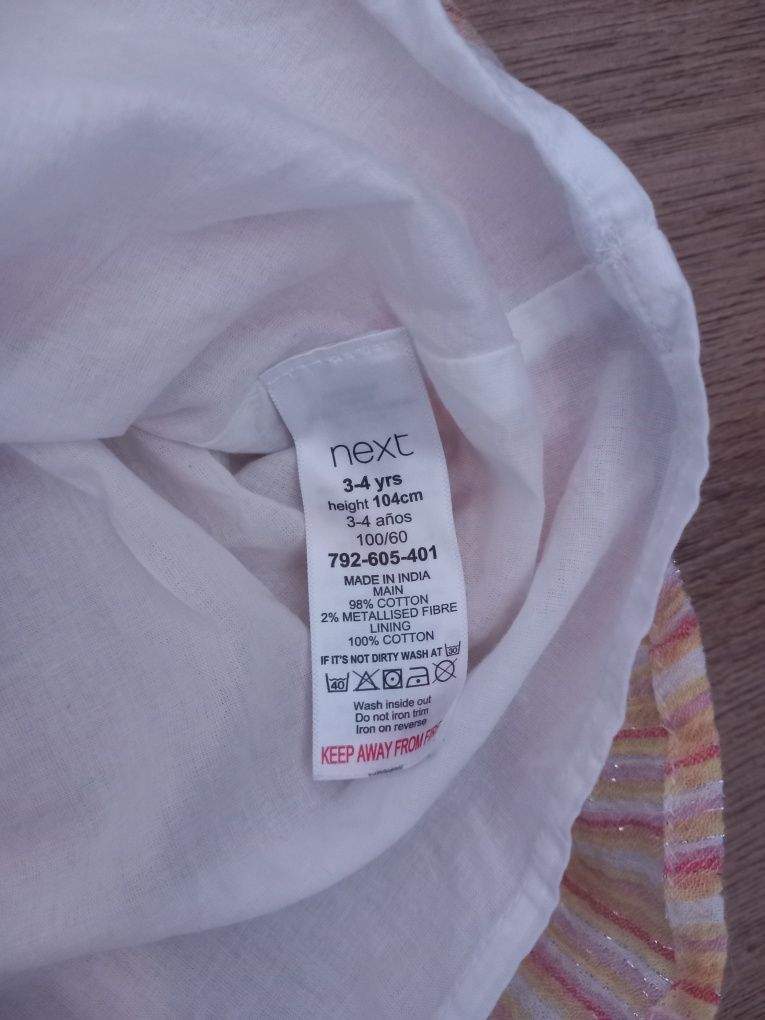 next
3-4 yrs
height 104cm
3-4 años
100/60
792-605-401
MADE IN INDIA
MAIN
98% COTTON
2% METALLISED FIBRE
LINING
100% COTTON
IF IT'S NOT DIRTY WASH AT 30
40
Wash inside out
Do not iron trim
Iron on reverse
KEEP AWAY FROM FIRE